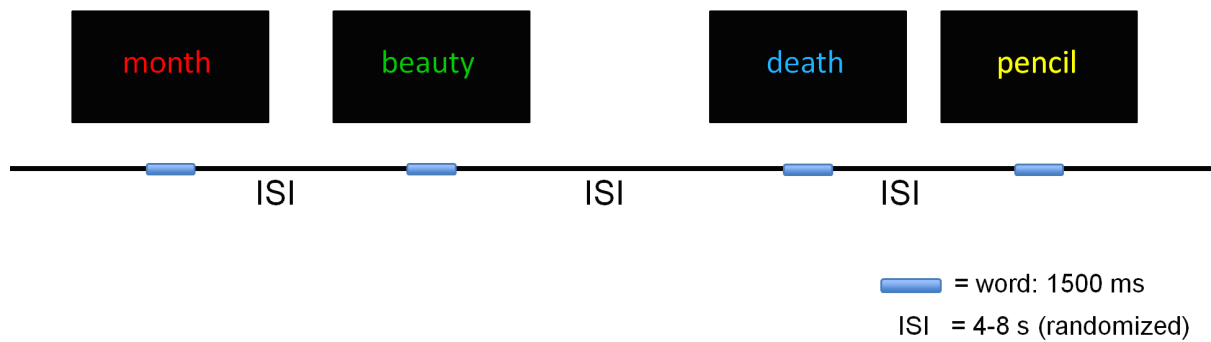 month beauty death pencil
ISI ISI ISI
= word: 1500 ms
ISI = 4-8 s (randomized)